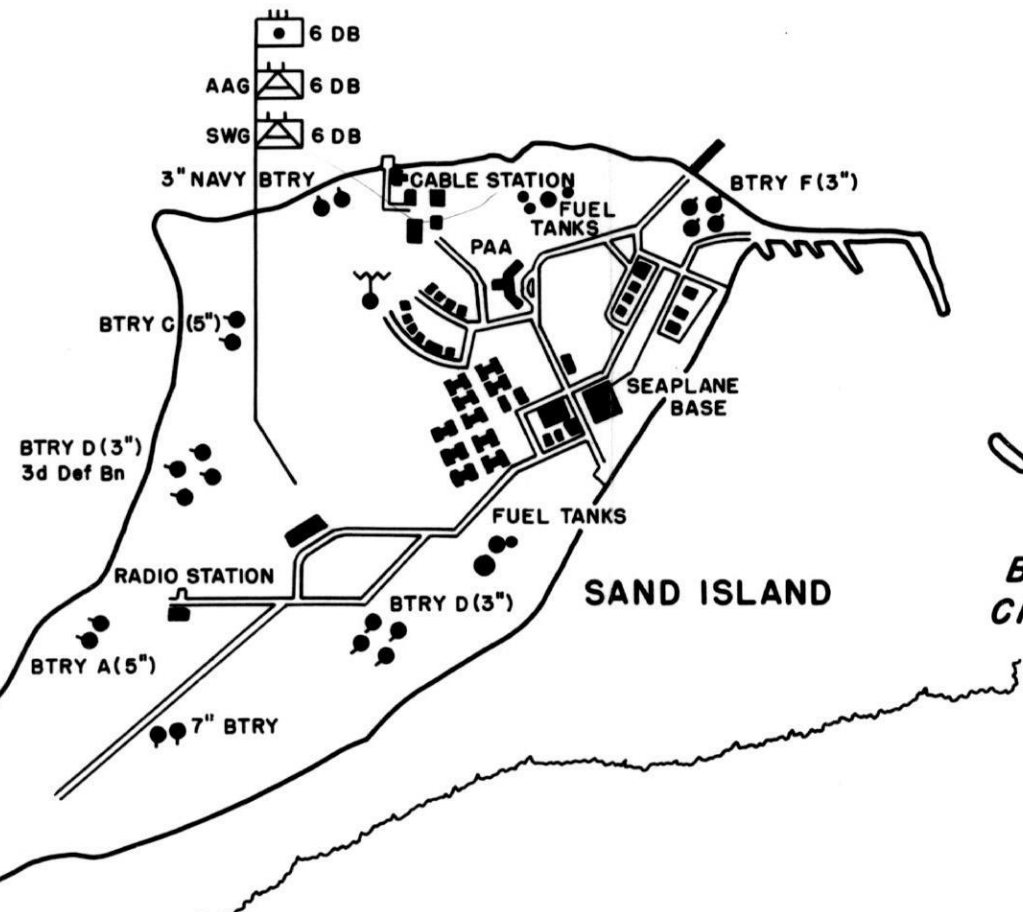 6 DB
AAG 6 DB
SWG 6 DB
3" NAVY BTRY
CABLE STATION
BTRY F (3")
FUEL
TANKS
PAA
BTRY C (5")
SEAPLANE
BASE
BTRY D (3")
3d Def Bn
FUEL TANKS
RADIO STATION
SAND ISLAND
BTRY D (3")
BTRY A (5")
7" BTRY